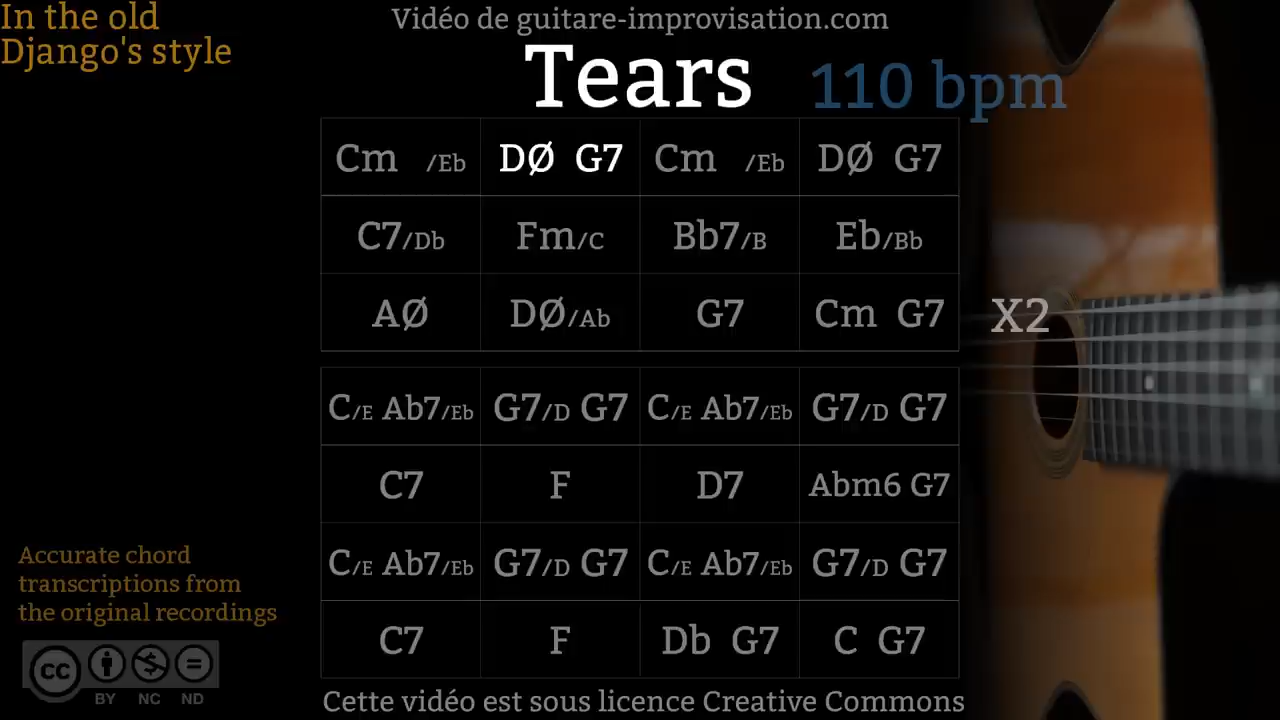 In the old
Django's style
Vidéo de guitare-improvisation.com
Tears
110 bpm
Cm /Eb DØ G7 Cm /Eb DØ G7
C7/Db Fm/C Bb7/B Eb/Bb
AØ DØ/Ab G7 Cm G7 X2
C/E Ab7/Eb G7/D G7 C/E Ab7/Eb G7/D G7
C7 F D7 Abm6 G7
C/E Ab7/Eb G7/D G7 C/E Ab7/Eb G7/D G7
C7 F Db G7 C G7
Accurate chord
transcriptions from
the original recordings
cc
BY NC ND
Cette vidéo est sous licence Creative Commons